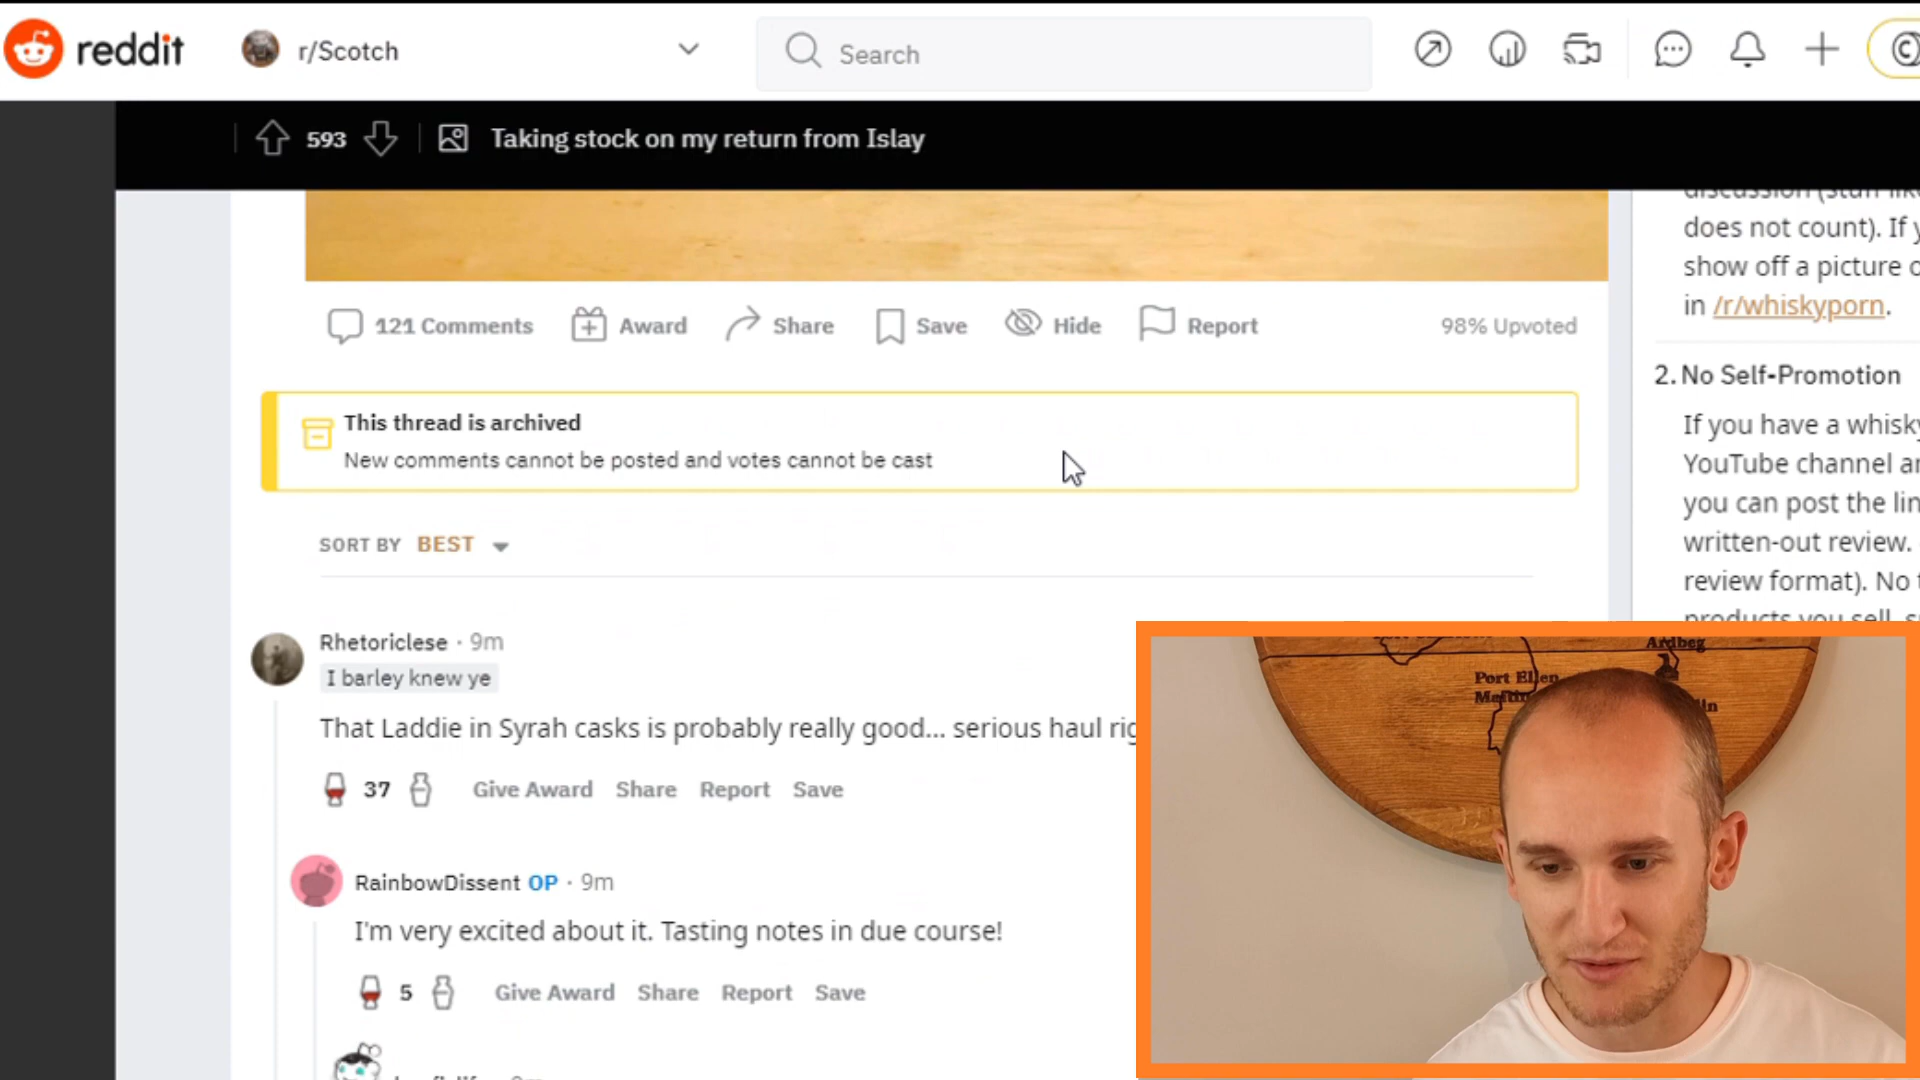 reddit
r/Scotch
Search
593
Taking stock on my return from Islay
does not count). If
show off a picture
in /r/whiskyporn.
121 Comments
Award
Share
Save
Hide
Report
98% Upvoted
2. No Self-Promotion
If you have a whisky
YouTube channel
you can post the
written-out review.
review format). No
products you sell,
This thread is archived
New comments cannot be posted and votes cannot be cast
SORT BY BEST
Rhetoriclese · 9m
I barley knew ye
That Laddie in Syrah casks is probably really good... serious haul
37
Give Award
Share
Report
Save
RainbowDissent OP · 9m
I'm very excited about it. Tasting notes in due course!
5
Give Award
Share
Report
Save
Ardbeg
Port Ellen